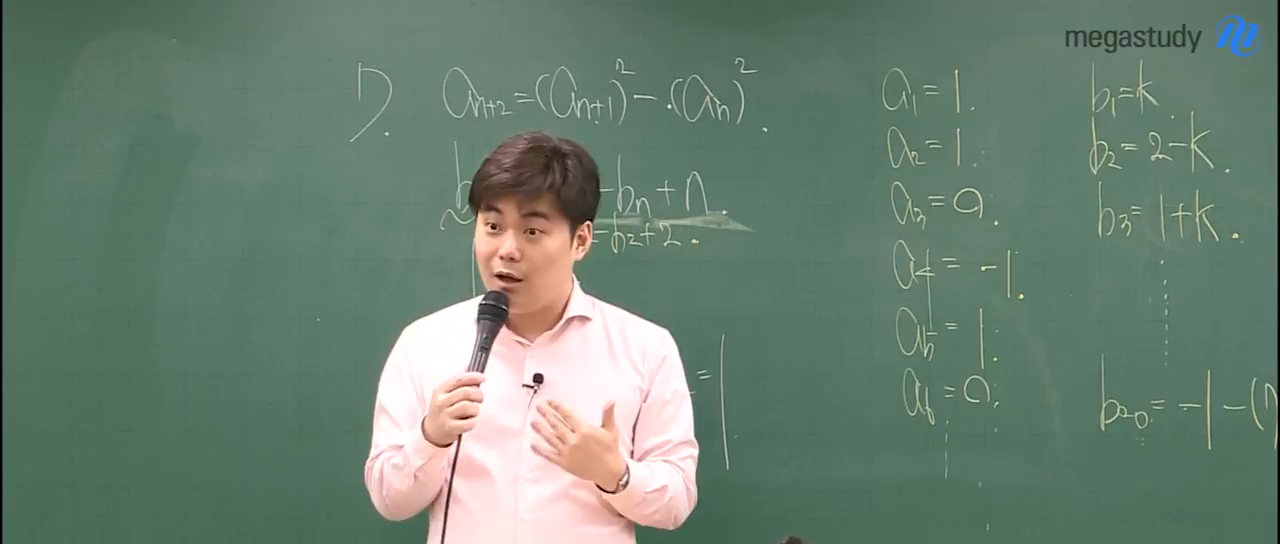 megastudy
7.
aₙ₊₂=(aₙ₊₁)²-(aₙ)².
-bₙ+n.
-b₂+2.
=1
a₁=1.
a₂=1.
a₃=0.
a₄=-1.
a₅=1.
a₆=0.
b₁=k.
b₂=2-k.
b₃=1+k.
b₂₀=-1-(